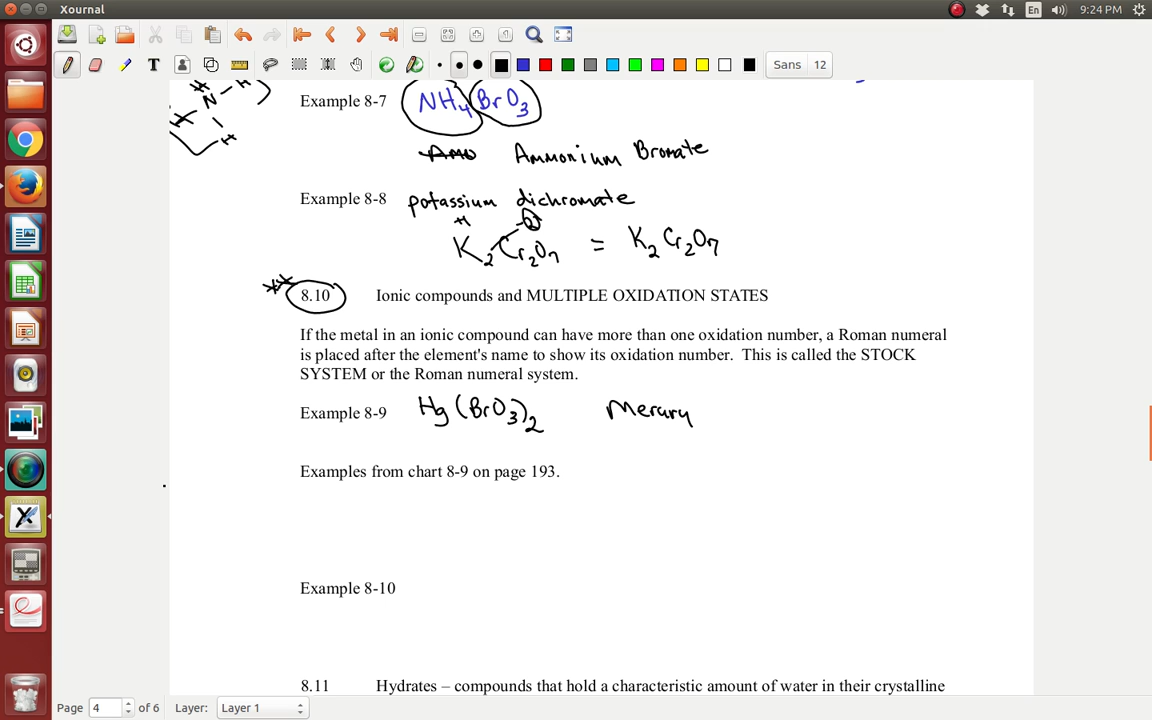 Xournal
En
9:24 PM
Sans 12
Example 8-7 NH4 BrO3
Ammonium Bromate
Example 8-8 potassium dichromate
K2 Cr2O7 = K2 Cr2O7
8.10 Ionic compounds and MULTIPLE OXIDATION STATES
If the metal in an ionic compound can have more than one oxidation number, a Roman numeral
is placed after the element's name to show its oxidation number. This is called the STOCK
SYSTEM or the Roman numeral system.
Example 8-9 Hg(BrO3)2 Mercury
Examples from chart 8-9 on page 193.
Example 8-10
8.11 Hydrates – compounds that hold a characteristic amount of water in their crystalline
Page 4 of 6 Layer: Layer 1